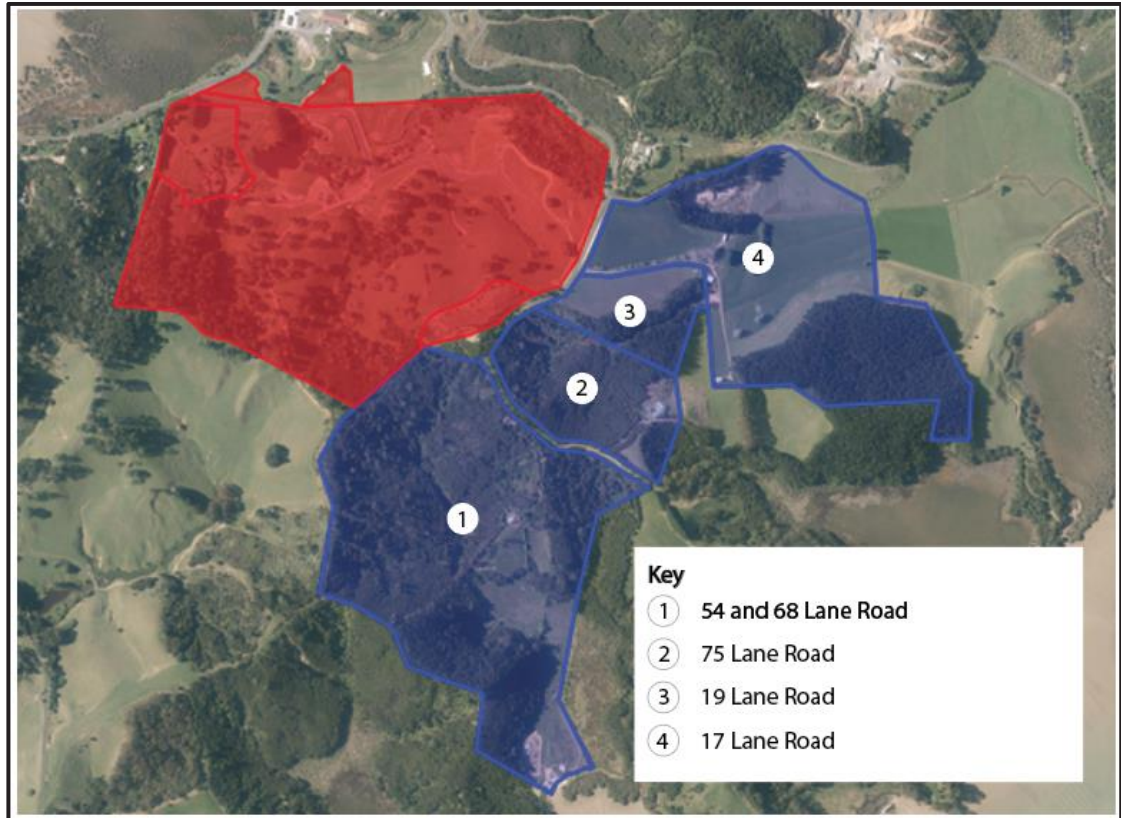 4
3
2
1
Key
1 54 and 68 Lane Road
2 75 Lane Road
3 19 Lane Road
4 17 Lane Road